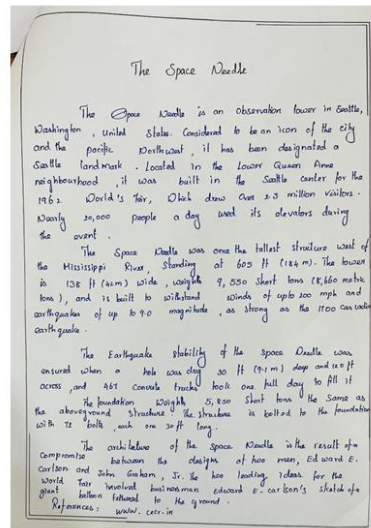 The Space Needle
The Space Needle is an observation tower in Seattle,
Washington, United States. Considered to be an icon of the city
and the pacific Northwest, it has been designated a
Seattle landmark. Located in the Lower Queen Anne
neighbourhood, it was built in the Seattle center for the
1962 World's Fair, Which drew Over 2.3 million visitors.
Nearly 20,000 people a day used its elevators during
the event.
The Space Needle was once the tallest structure west of
the Mississippi River, Standing at 605 ft (184 m). The tower
is 138 ft (42m) wide, weighs 9,550 Short tons (8,660 metric
tons), and is built to withstand winds of upto 200 mph and
earthquakes of up to 9.0 magnitude, as strong as the 1700 Cascadia
earthquake.
The Earthquake Stability of the Space Needle was
ensured when a hole was dug 30 ft (9.1 m) deep and 120 ft
across, and 467 Concrete trucks took one full day to fill it
The foundation Weighs 5,850 Short tons the Same as
the aboveground Structure. The structure is bolted to the foundation
with 72 bolts, each one 30 ft long.
The architecture of the Space Needle is the result of a
Compromise between the designs of two men, Edward E.
Carlson and John Graham, Jr. The two leading ideas for the
World Fair involved businessman Edward E. Carlson's sketch of a
giant balloon tethered to the ground.
References: www.